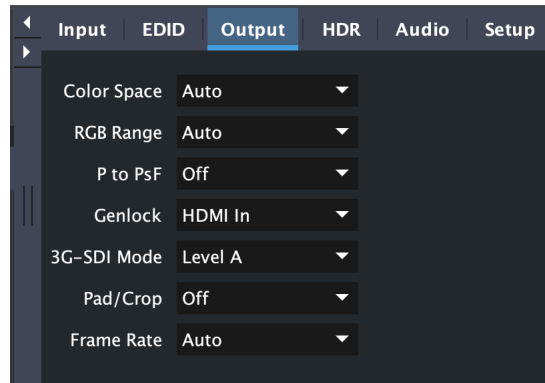 Input EDID Output HDR Audio Setup
Color Space Auto
RGB Range Auto
P to PsF Off
Genlock HDMI In
3G-SDI Mode Level A
Pad/Crop Off
Frame Rate Auto